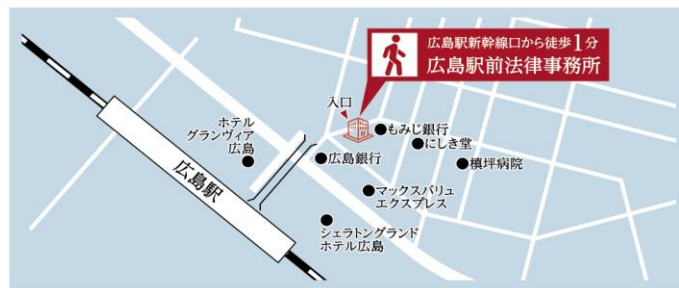 広島駅新幹線口から徒歩1分
広島駅前法律事務所
入口
ホテル
グランヴィア
広島
もみじ銀行
にしき堂
広島銀行
槙坪病院
広島駅
マックスバリュ
エクスプレス
シェラトングランド
ホテル広島